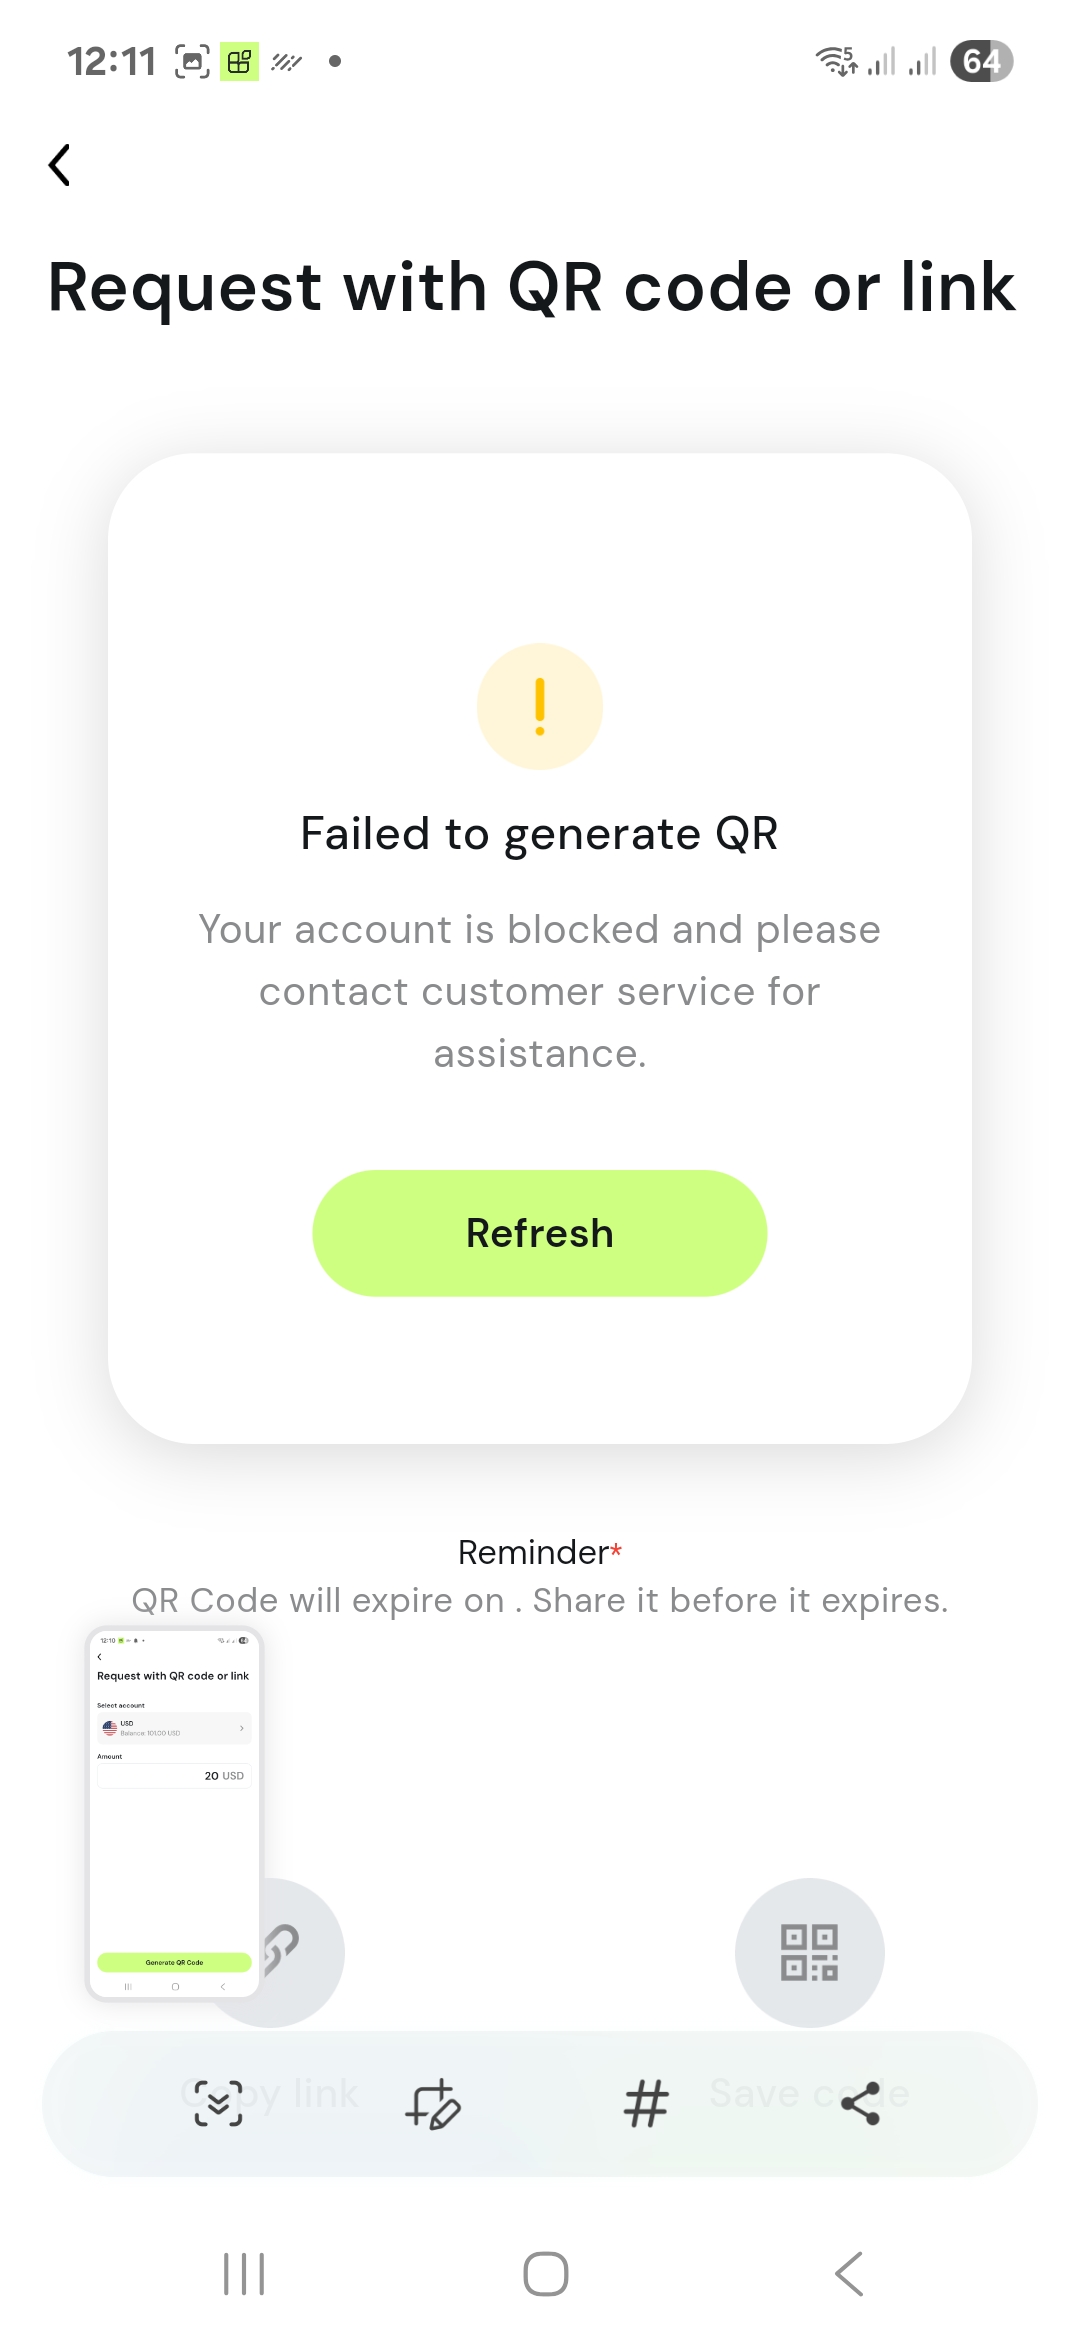 12:11
5
64
Request with QR code or link
Failed to generate QR
Your account is blocked and please
contact customer service for
assistance.
Refresh
Reminder*
QR Code will expire on . Share it before it expires.
12:10
Request with QR code or link
Select account
USD
Balance: 101.00 USD
Amount
20 USD
Generate QR Code
Copy link
Save code